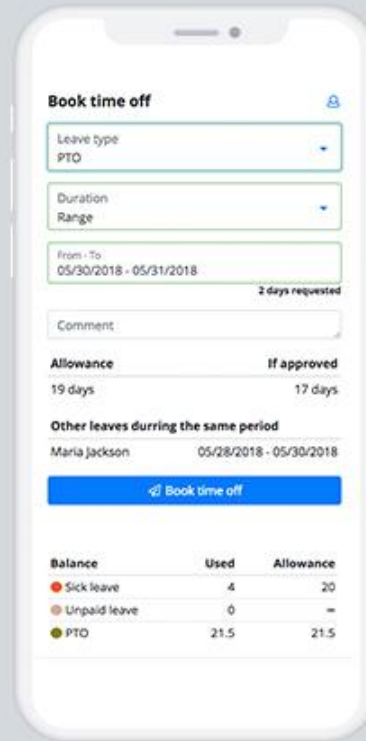 Book time off
Leave type
PTO
Duration
Range
From - To
05/30/2018 - 05/31/2018
2 days requested
Comment
Allowance If approved
19 days 17 days
Other leaves durring the same period
Maria Jackson 05/28/2018 - 05/30/2018
Book time off
Balance Used Allowance
Sick leave 4 20
Unpaid leave 0 ∞
PTO 21.5 21.5